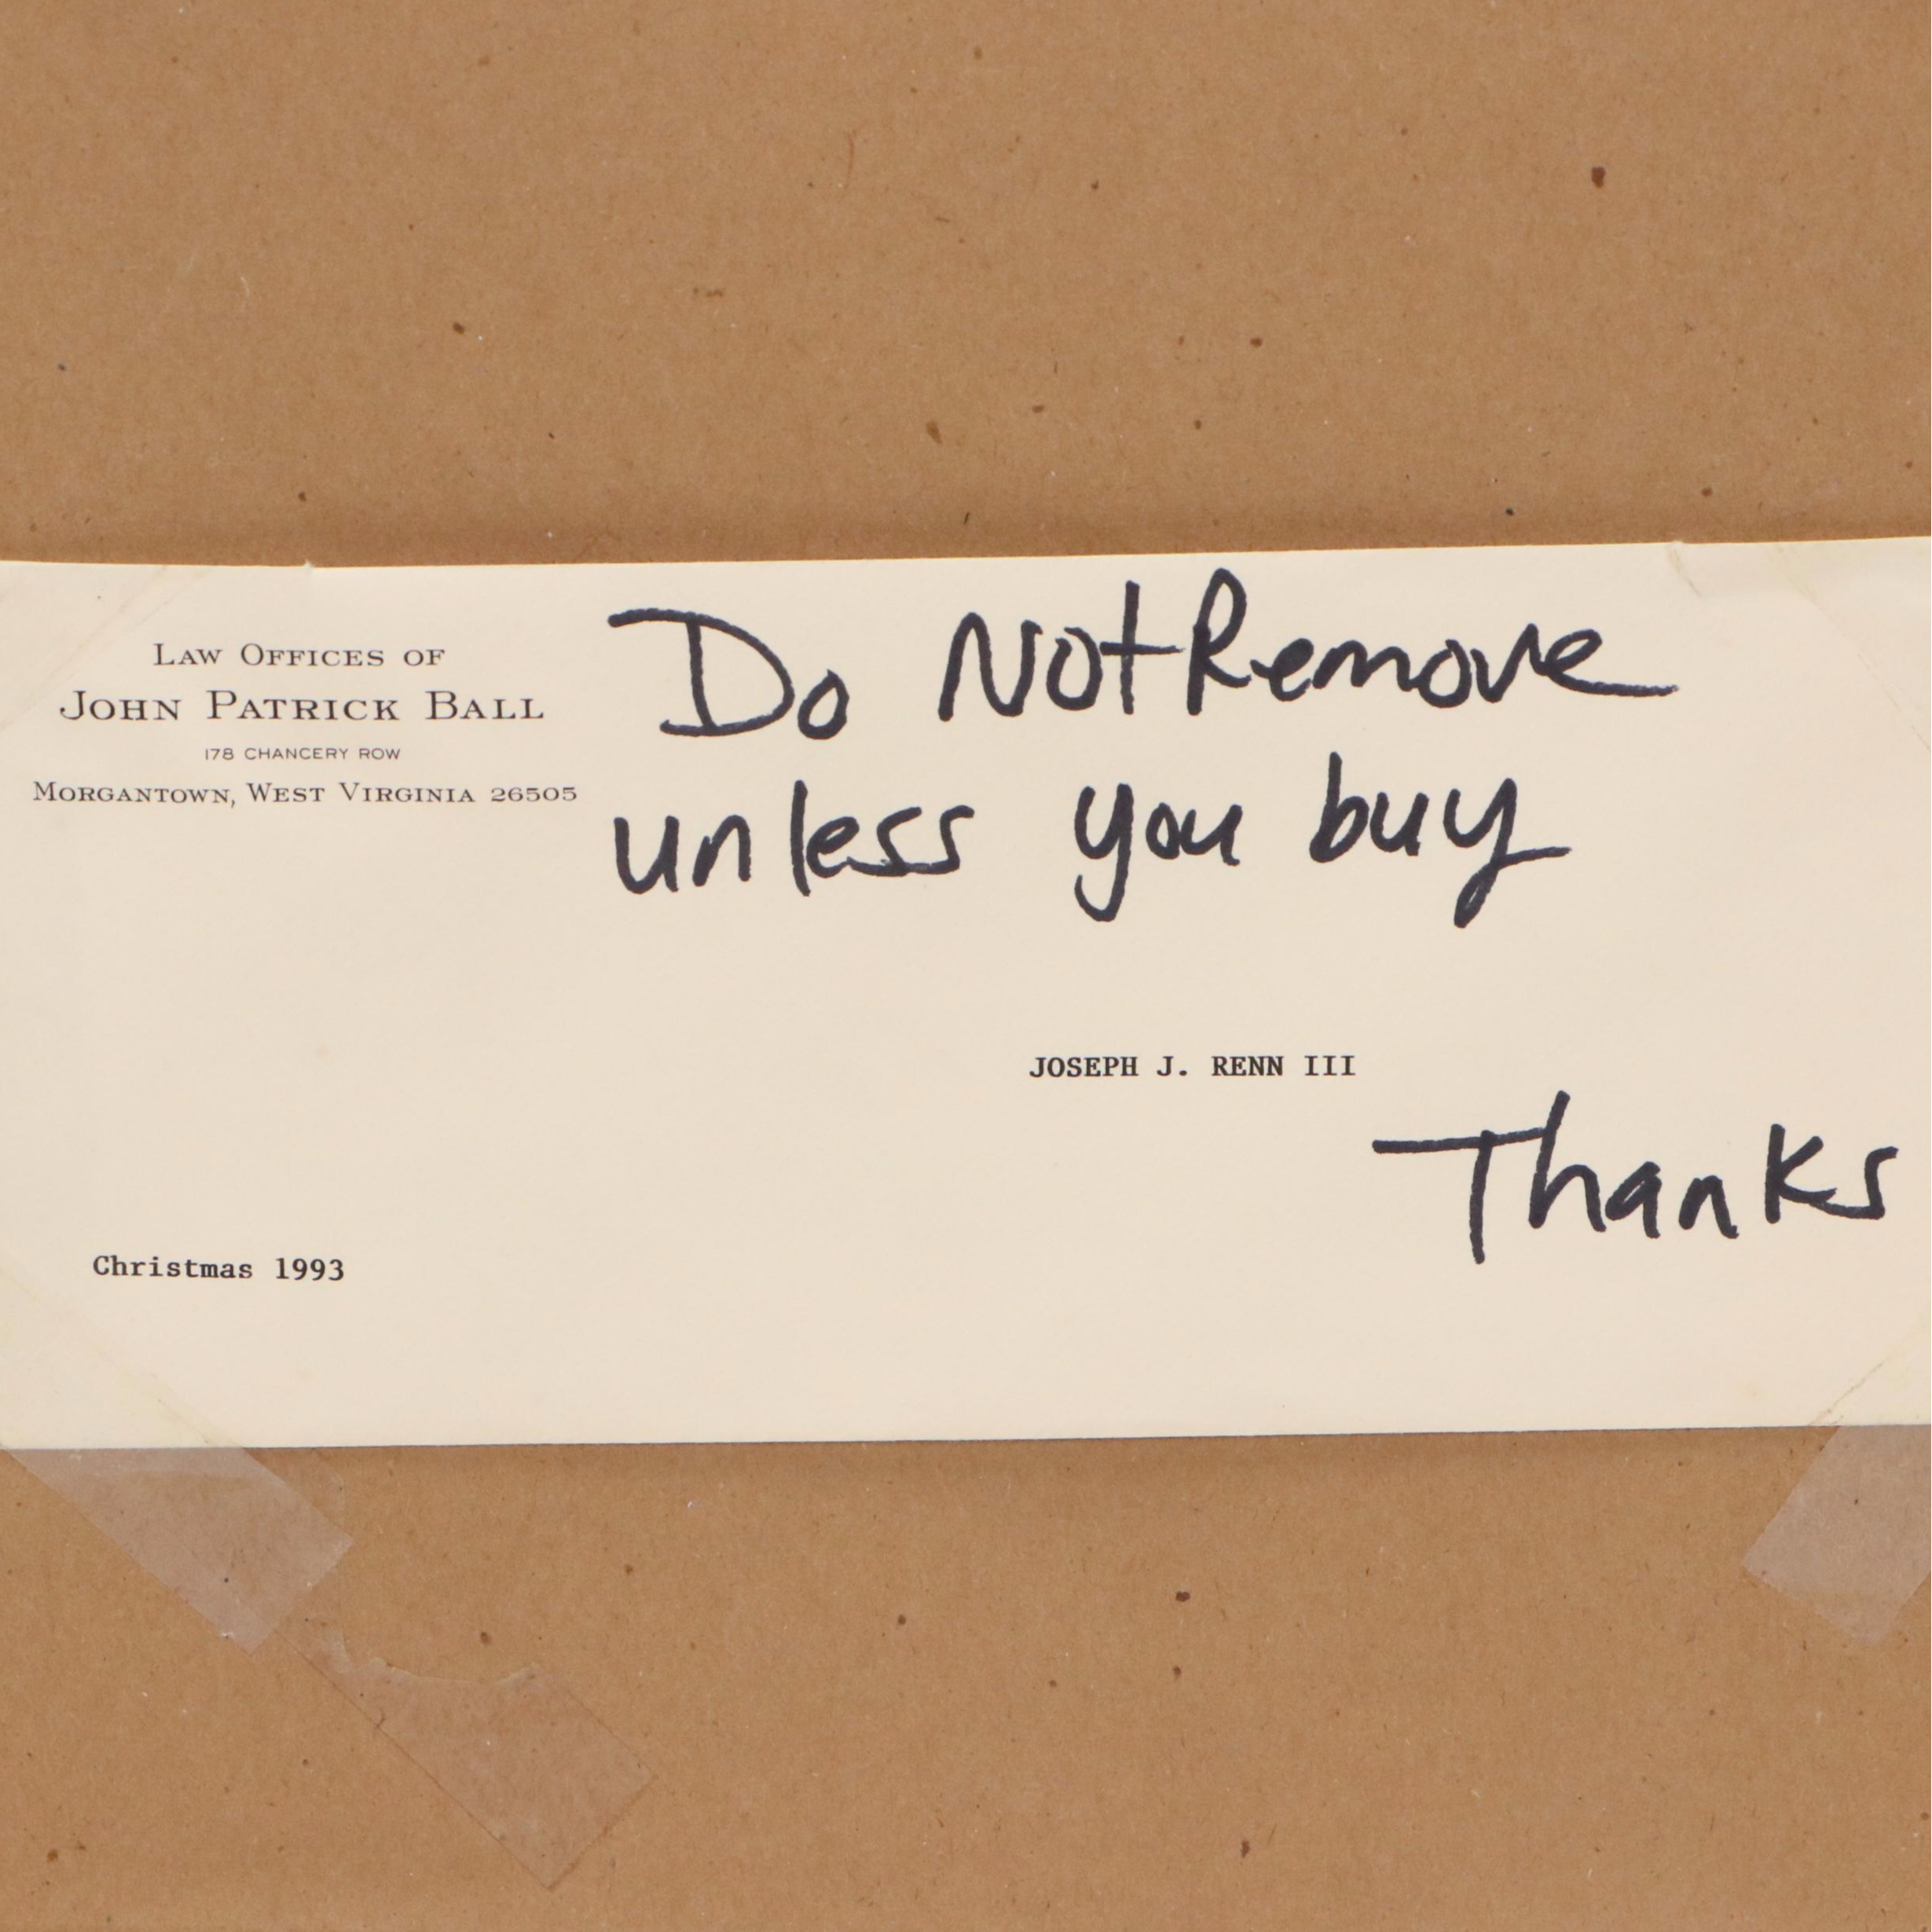 LAW OFFICES OF
JOHN PATRICK BALL
178 CHANCERY ROW
MORGANTOWN, WEST VIRGINIA 26505
Do Not Remove
unless you buy
JOSEPH J. RENN III
Thanks
Christmas 1993